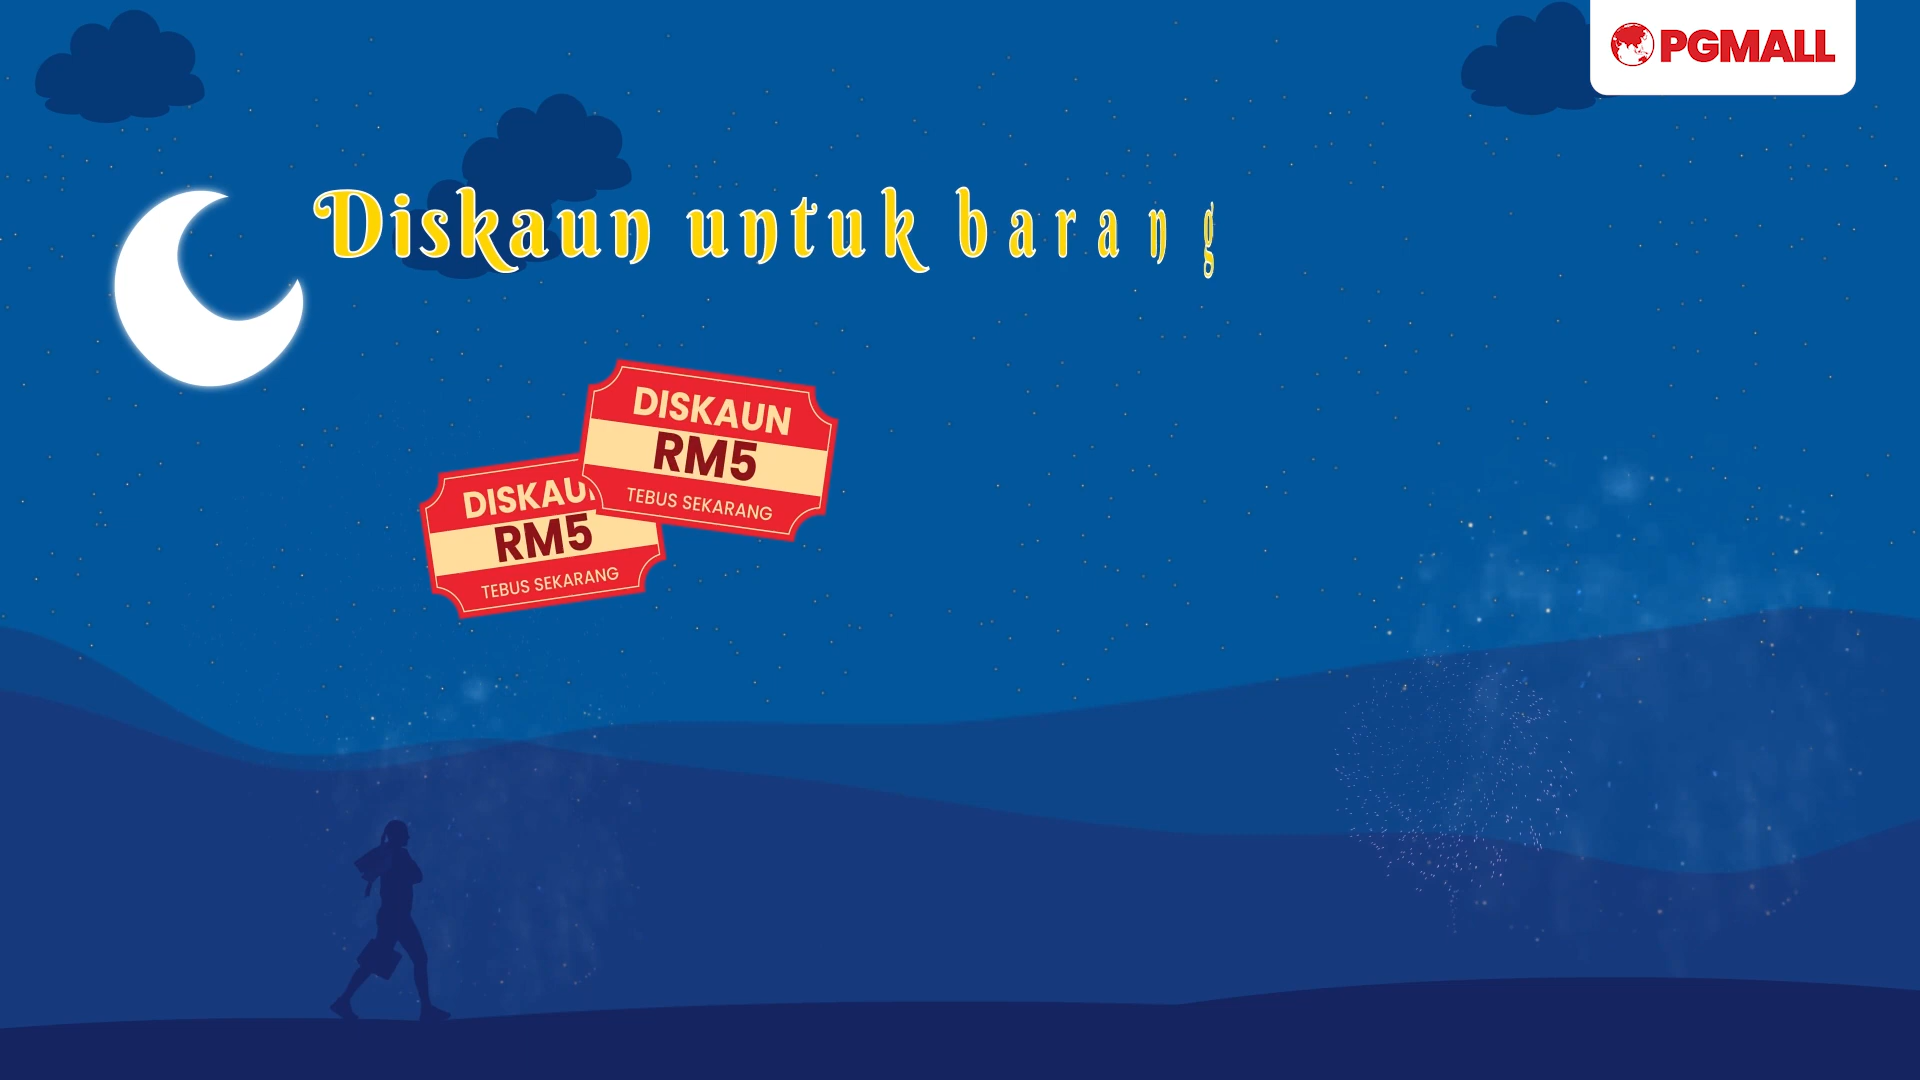 PGMALL
Diskaun untuk barang
DISKAUN
RM5
TEBUS SEKARANG
DISKAU
RM5
TEBUS SEKARANG